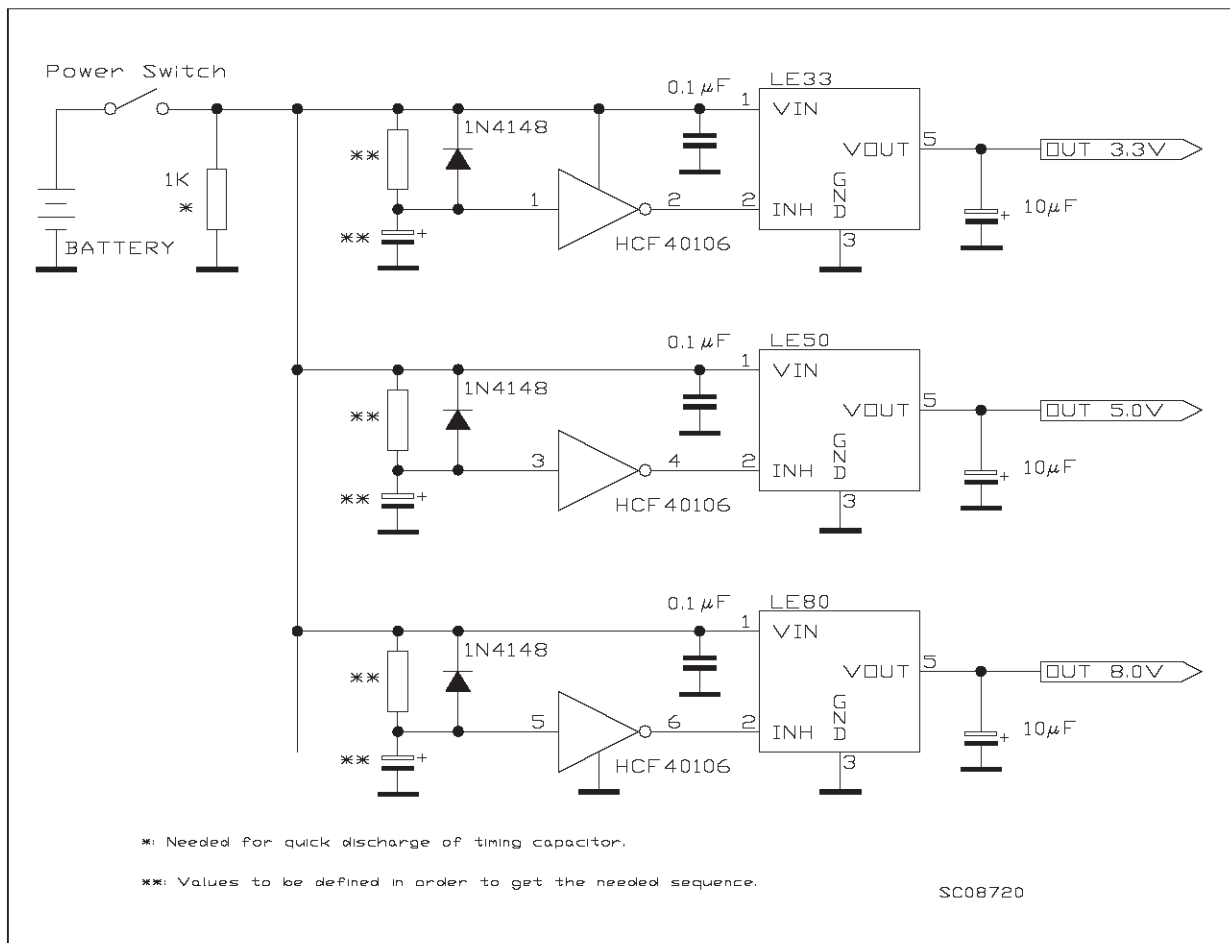 Power Switch
BATTERY
1K
*
**
**
1N4148
1
2
HCF40106
0.1 µF
LE33
1
VIN
VOUT
GND
2
INH
3
5
OUT 3.3V
10µF
+
+
**
**
1N4148
3
4
HCF40106
0.1 µF
LE50
1
VIN
VOUT
GND
2
INH
3
5
OUT 5.0V
10µF
+
+
**
**
1N4148
5
6
HCF40106
0.1 µF
LE80
1
VIN
VOUT
GND
2
INH
3
5
OUT 8.0V
10µF
+
+
*: Needed for quick discharge of timing capacitor.
**: Values to be defined in order to get the needed sequence.
SC08720